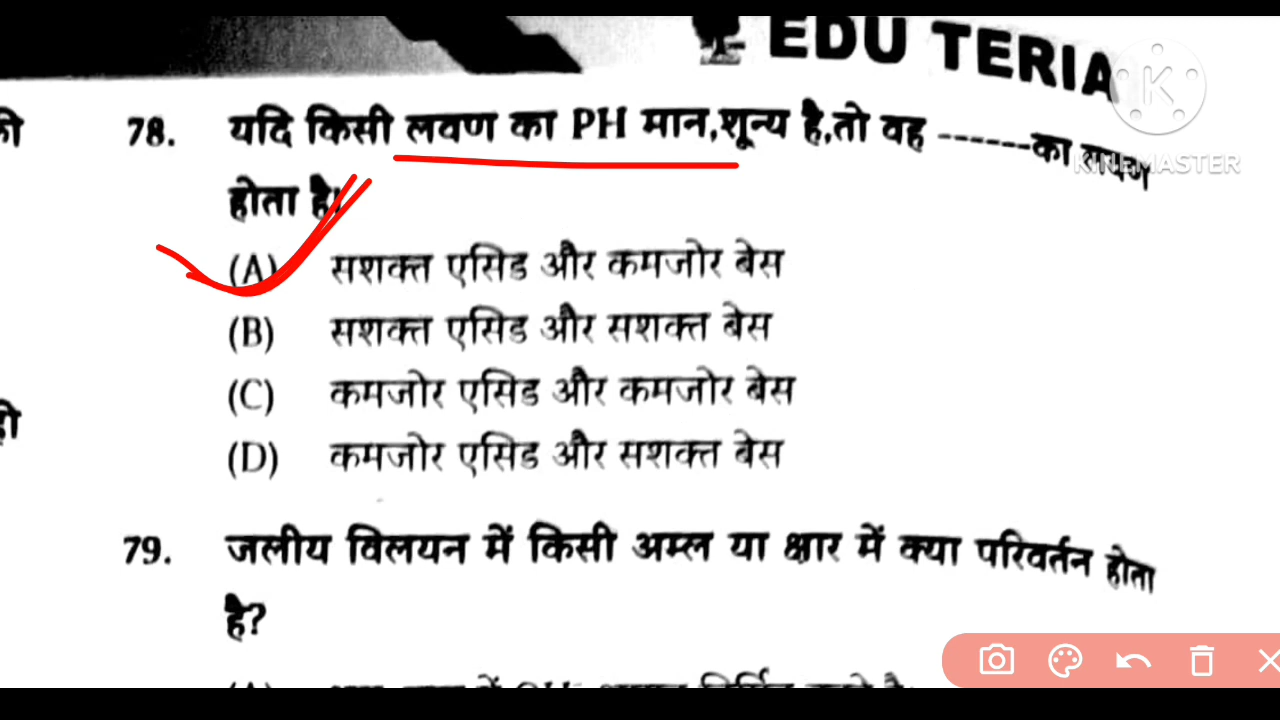 EDU TERIA
KINEMASTER
की
78. यदि किसी लवण का PH मान,शून्य है,तो वह ------का
होता है।
(A) सशक्त एसिड और कमजोर बेस
(B) सशक्त एसिड और सशक्त बेस
(C) कमजोर एसिड और कमजोर बेस
(D) कमजोर एसिड और सशक्त बेस
79. जलीय विलयन में किसी अम्ल या क्षार में क्या परिवर्तन होता
है?